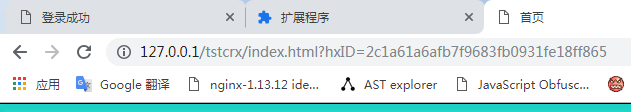 登录成功 扩展程序 首页
127.0.0.1/tstcrx/index.html?hxID=2c1a61a6afb7f9683fb0931fe18ff865
应用 Google 翻译 nginx-1.13.12 ide... AST explorer JavaScript Obfusc...